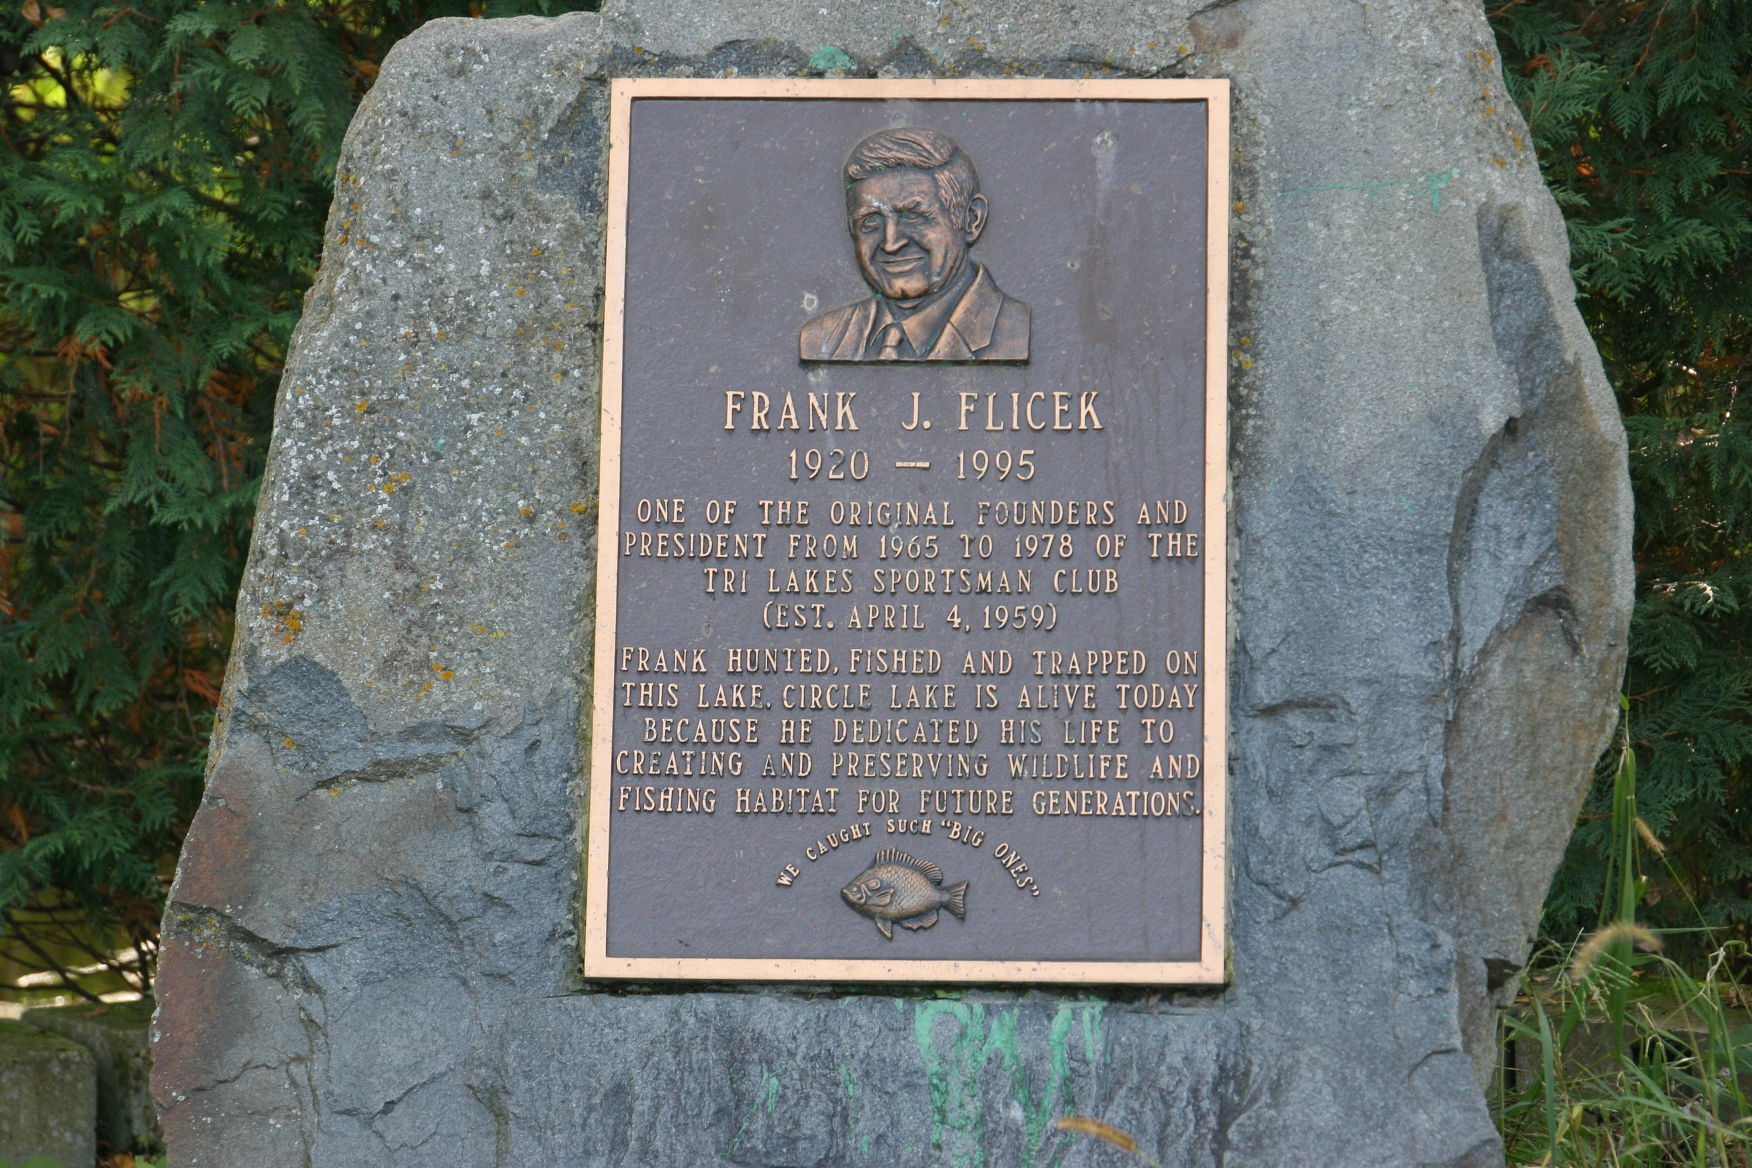 FRANK J. FLICEK
1920 — 1995
ONE OF THE ORIGINAL FOUNDERS AND
PRESIDENT FROM 1965 TO 1978 OF THE
TRI LAKES SPORTSMAN CLUB
(EST. APRIL 4, 1959)
FRANK HUNTED, FISHED AND TRAPPED ON
THIS LAKE. CIRCLE LAKE IS ALIVE TODAY
BECAUSE HE DEDICATED HIS LIFE TO
CREATING AND PRESERVING WILDLIFE AND
FISHING HABITAT FOR FUTURE GENERATIONS.
WE CAUGHT SUCH "BIG ONES"